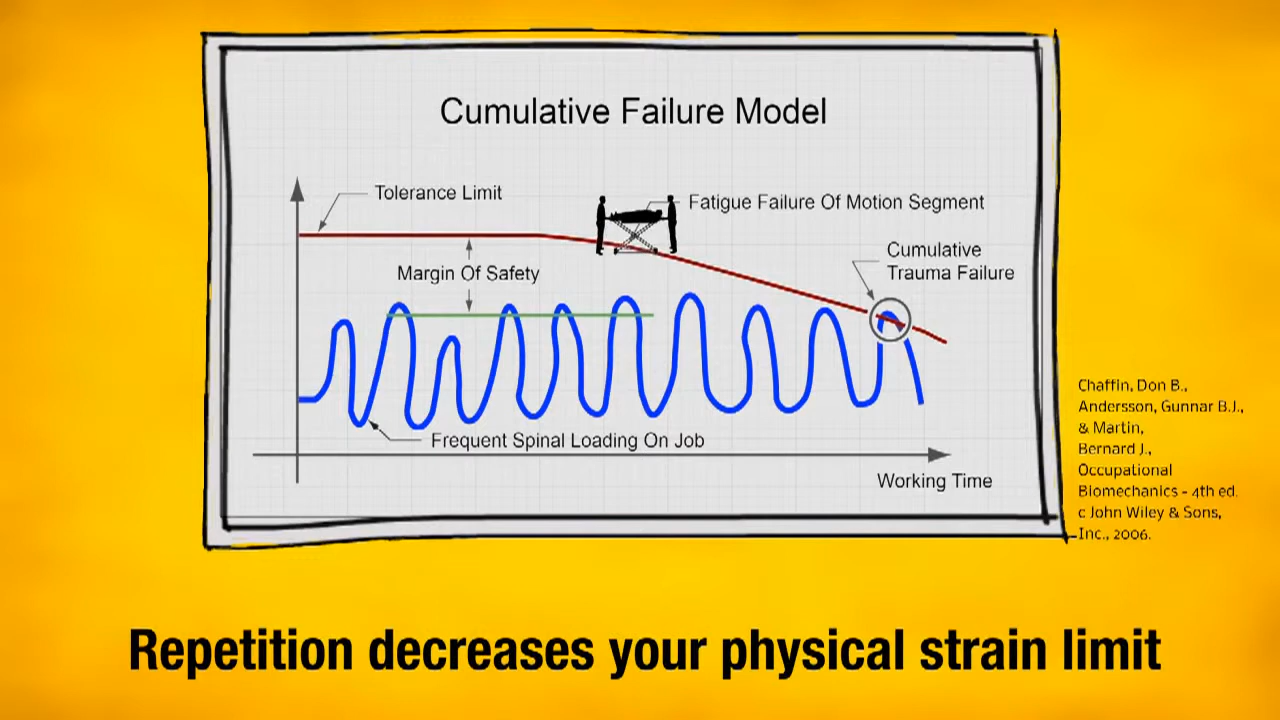 Cumulative Failure Model
Tolerance Limit
Fatigue Failure Of Motion Segment
Cumulative
Trauma Failure
Margin Of Safety
Frequent Spinal Loading On Job
Working Time
Chaffin, Don B.,
Andersson, Gunnar B.J.,
& Martin,
Bernard J.,
Occupational
Biomechanics - 4th ed.
c John Wiley & Sons,
Inc., 2006.
Repetition decreases your physical strain limit